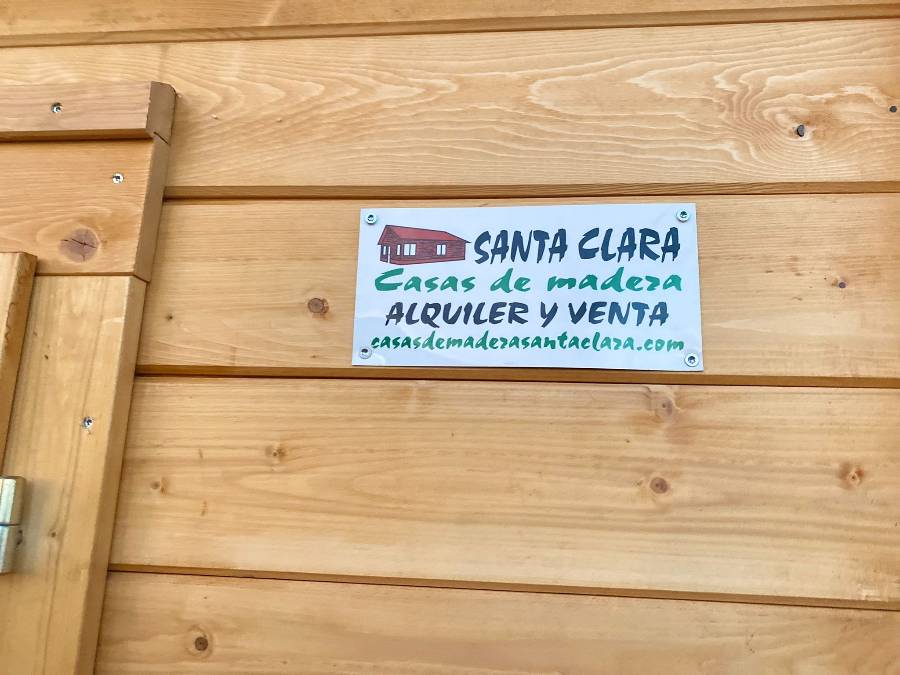 SANTA CLARA
Casas de madera
ALQUILER Y VENTA
casasdemaderasantaclara.com